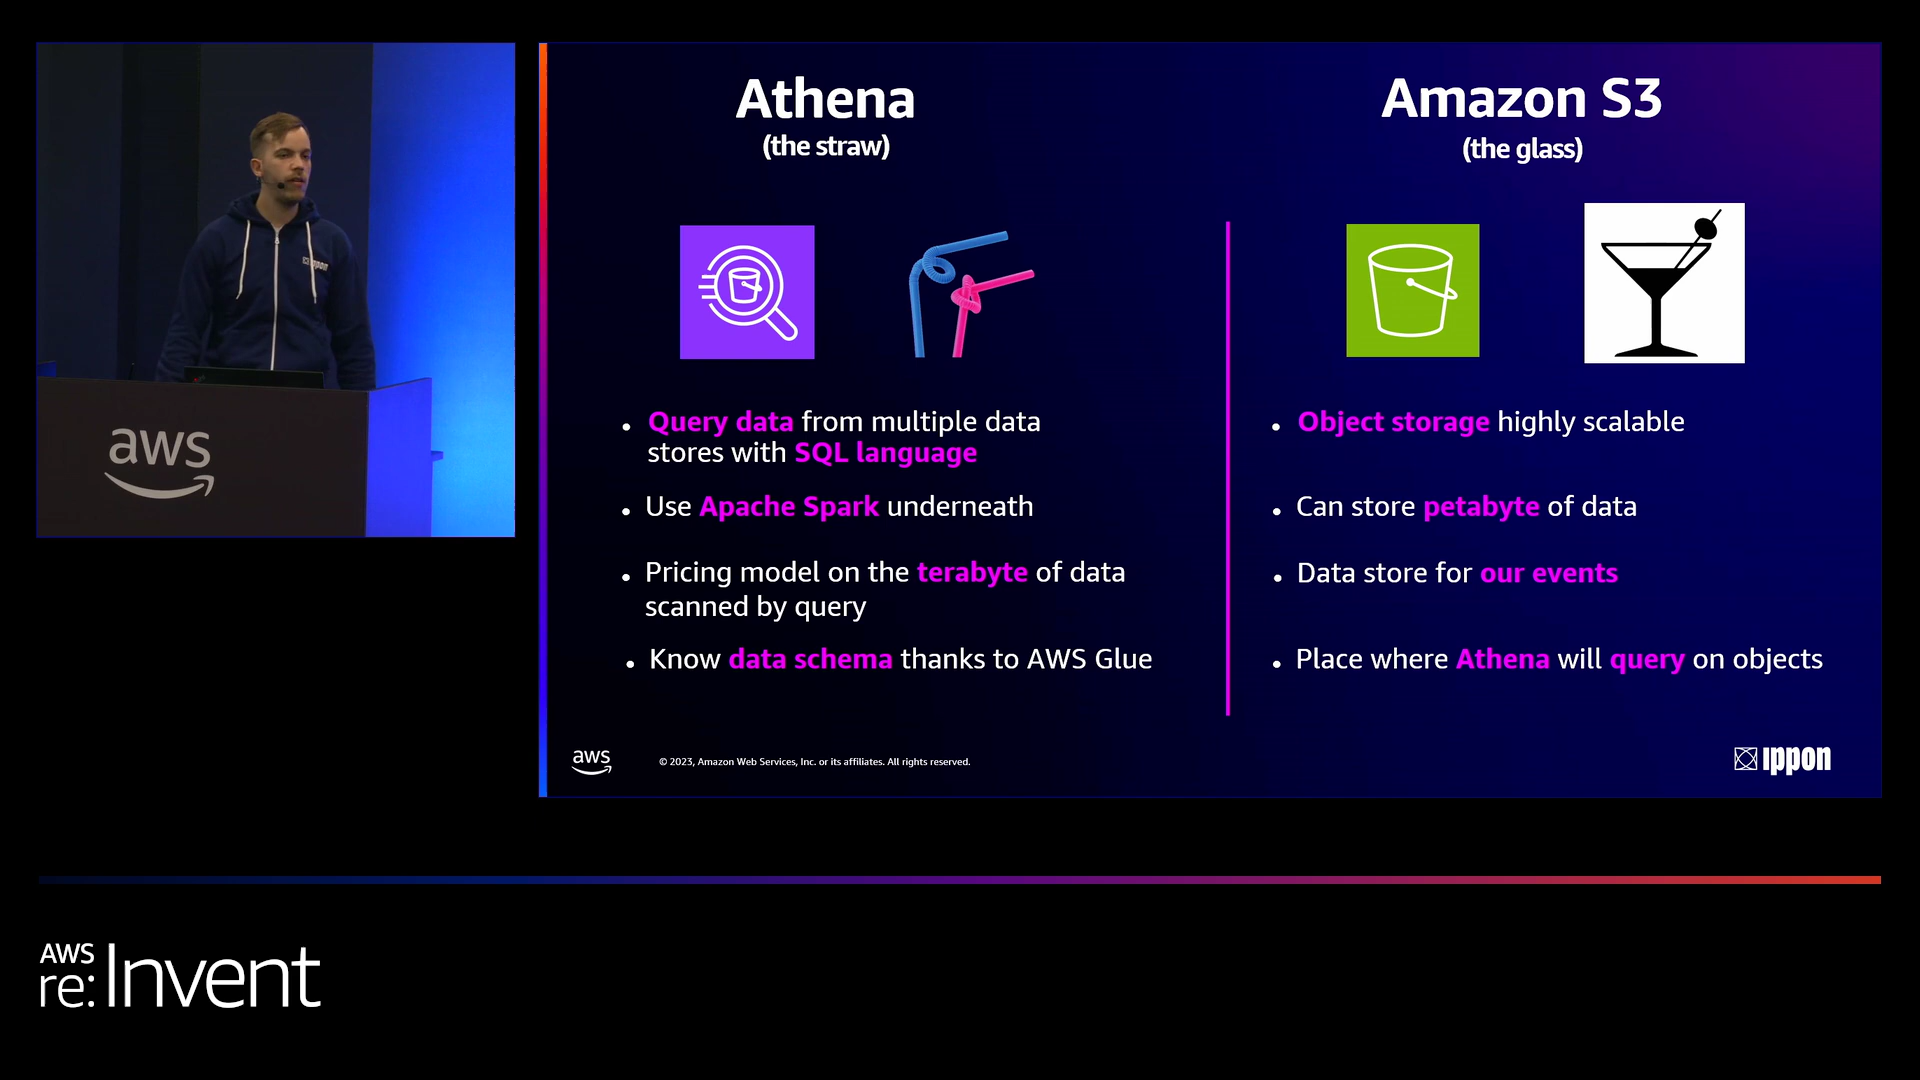 ippon
aws
Athena
(the straw)
Query data from multiple data
stores with SQL language
Use Apache Spark underneath
Pricing model on the terabyte of data
scanned by query
Know data schema thanks to AWS Glue
Amazon S3
(the glass)
Object storage highly scalable
Can store petabyte of data
Data store for our events
Place where Athena will query on objects
aws
© 2023, Amazon Web Services, Inc. or its affiliates. All rights reserved.
ippon
AWS
re:Invent